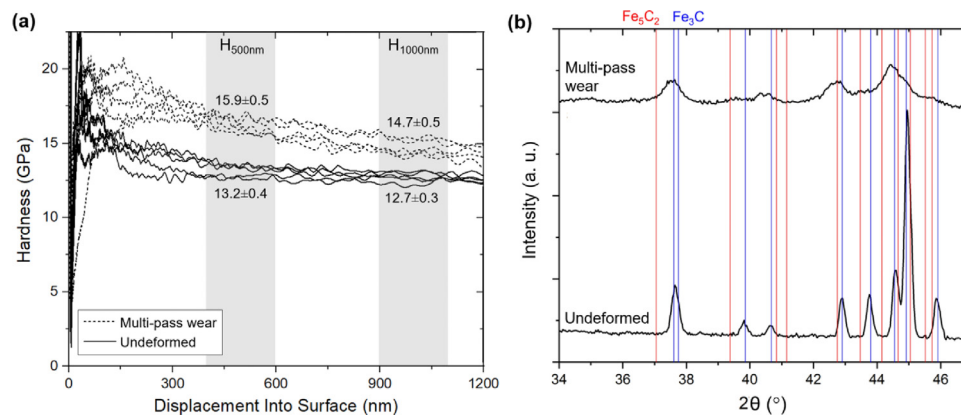 (a)
H500nm
H1000nm
20
15
10
5
0
15.9±0.5
14.7±0.5
13.2±0.4
12.7±0.3
Hardness (GPa)
Multi-pass wear
Undeformed
0
300
600
900
1200
Displacement Into Surface (nm)
(b)
Fe₅C₂
Fe₃C
Multi-pass
wear
Undeformed
Intensity (a. u.)
34
36
38
40
42
44
46
2θ (°)